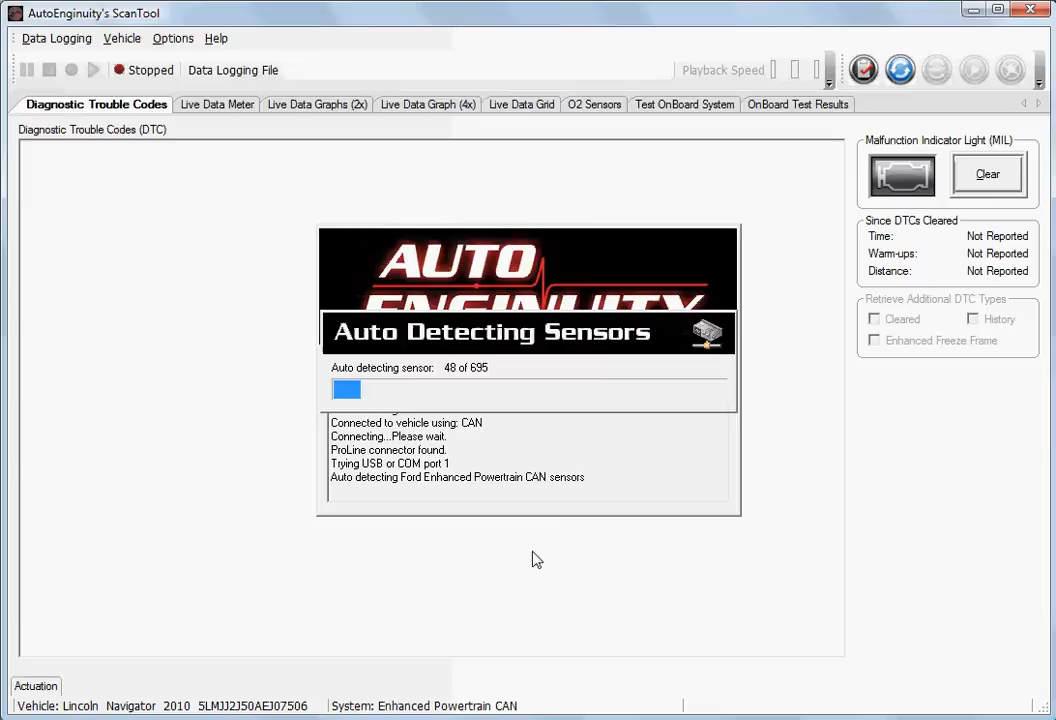 AutoEnginuity's ScanTool
Data Logging Vehicle Options Help
Stopped Data Logging File Playback Speed
Diagnostic Trouble Codes Live Data Meter Live Data Graphs (2x) Live Data Graph (4x) Live Data Grid O2 Sensors Test OnBoard System OnBoard Test Results
Diagnostic Trouble Codes (DTC)
Malfunction Indicator Light (MIL)
Clear
Since DTCs Cleared
Time: Not Reported
Warm-ups: Not Reported
Distance: Not Reported
Retrieve Additional DTC Types
Cleared History
Enhanced Freeze Frame
AUTO
ENGINUITY
Auto Detecting Sensors
Auto detecting sensor: 48 of 695
Connected to vehicle using: CAN
Connecting...Please wait.
ProLine connector found.
Trying USB or COM port 1
Auto detecting Ford Enhanced Powertrain CAN sensors
Actuation
Vehicle: Lincoln Navigator 2010 5LMJJ2J50AEJ07506 System: Enhanced Powertrain CAN